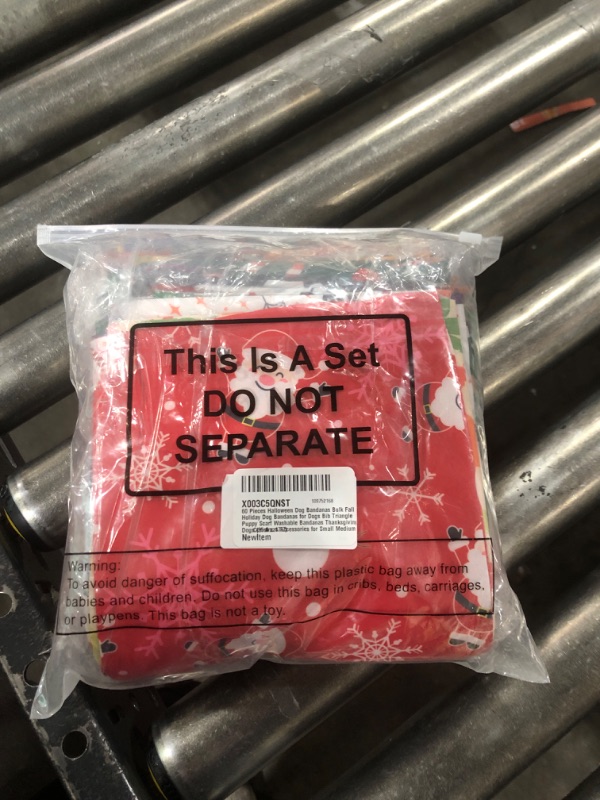 This Is A Set
DO NOT
SEPARATE
X003C5QNST
60 Pieces Halloween Dog Bandanas Bulk Fall
Holiday Dog Bandanas for Dogs Bib Triangle
Puppy Scarf Washable Bandanas Thanksgiving
Dog Accessories for Small Medium
NewItem
Warning:
To avoid danger of suffocation, keep this plastic bag away from
babies and children. Do not use this bag in cribs, beds, carriages,
or playpens. This bag is not a toy.